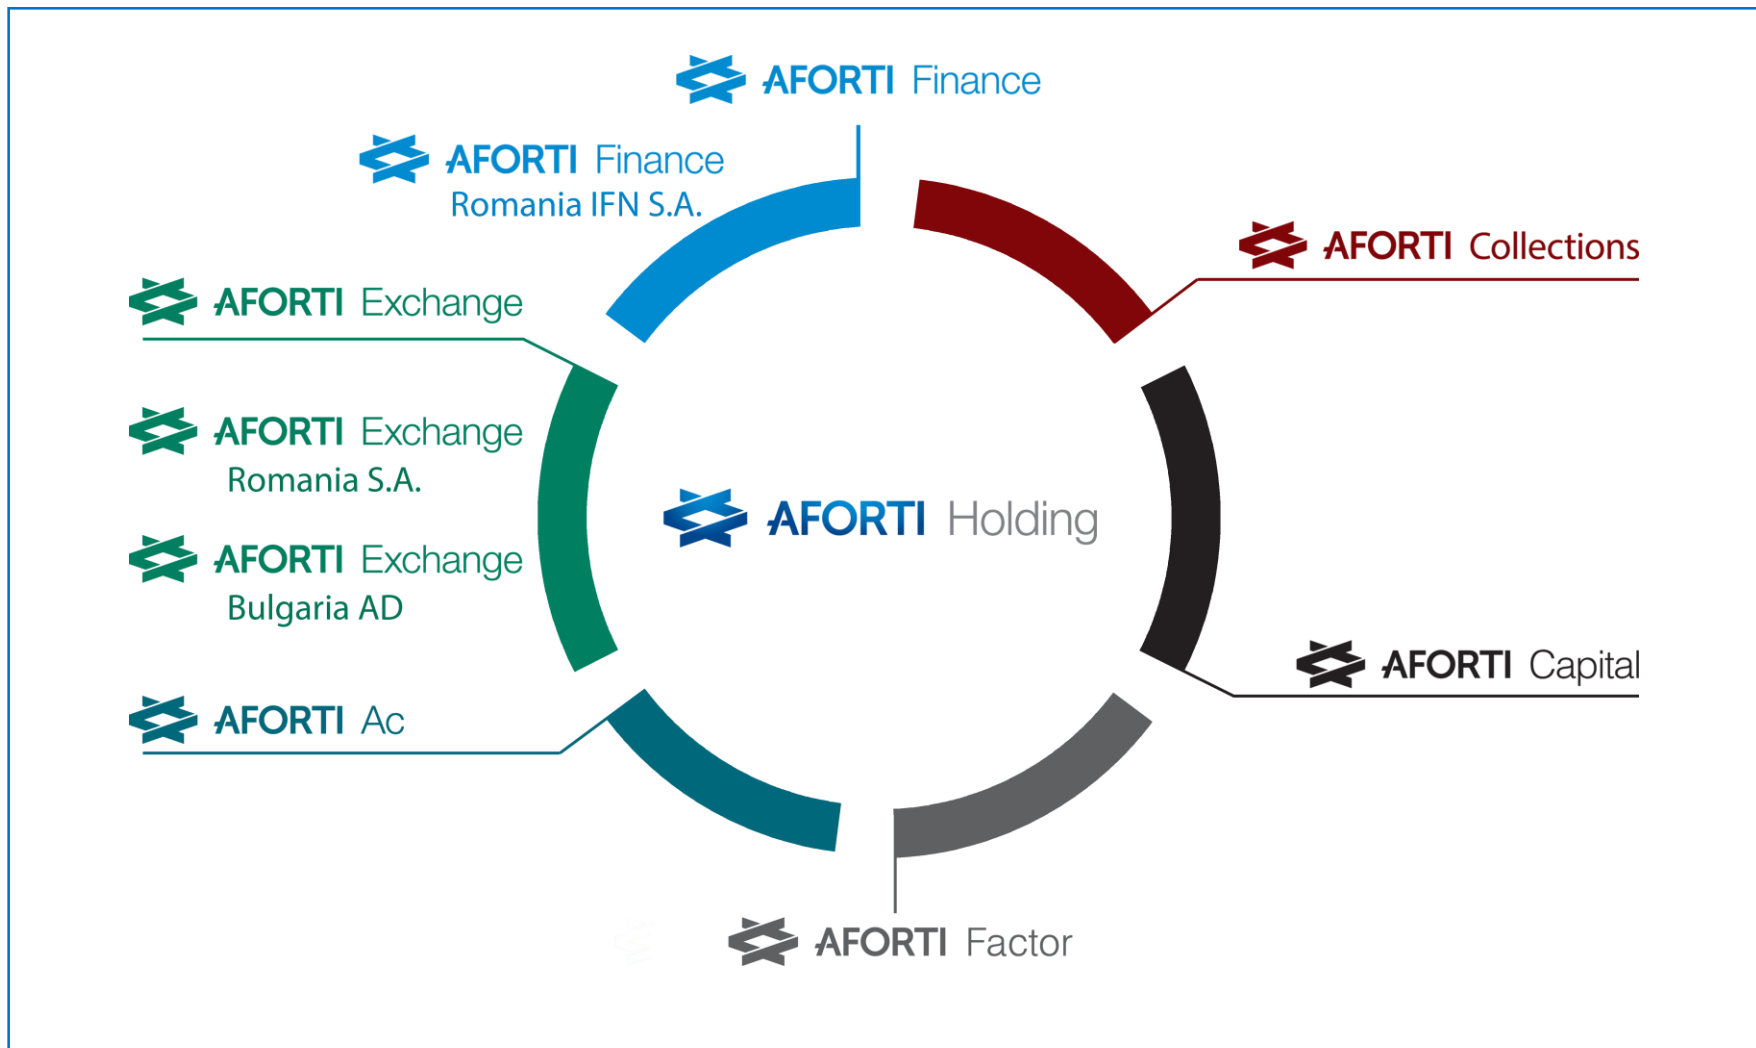 AFORTI Finance
AFORTI Finance
Romania IFN S.A.
AFORTI Collections
AFORTI Exchange
AFORTI Exchange
Romania S.A.
AFORTI Holding
AFORTI Exchange
Bulgaria AD
AFORTI Capital
AFORTI Ac
AFORTI Factor